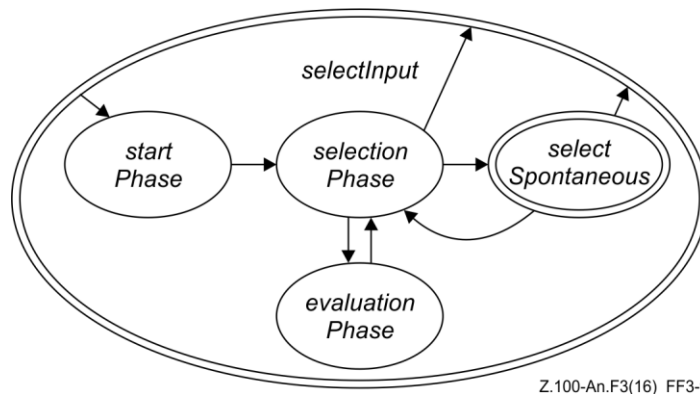 selectInput
start
Phase
selection
Phase
select
Spontaneous
evaluation
Phase
Z.100-An.F3(16) FF3-